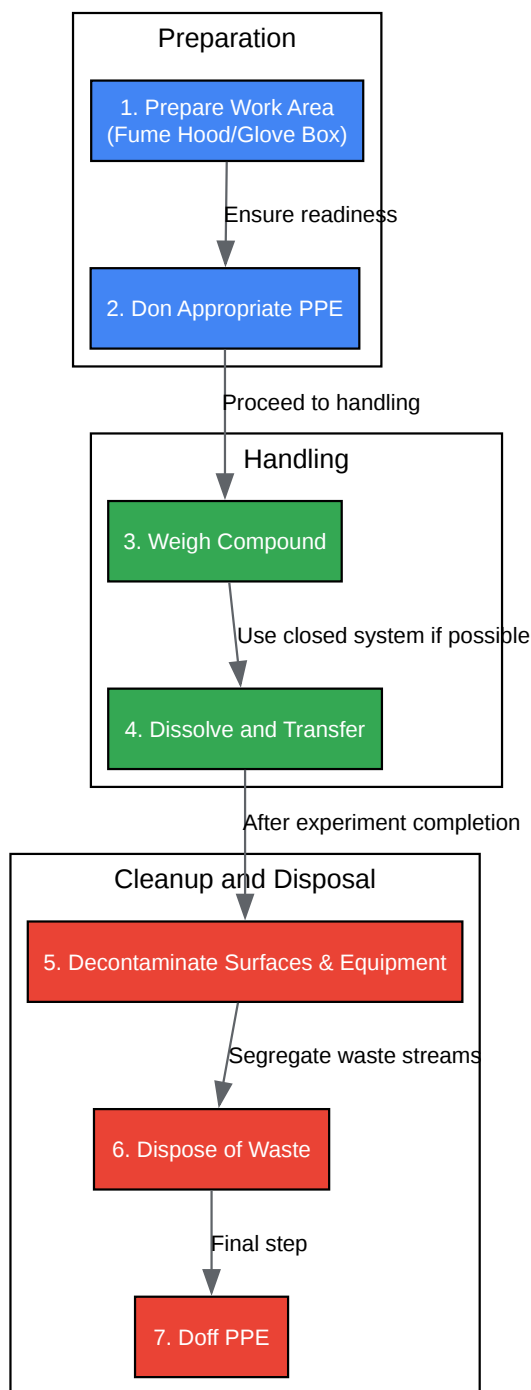 Preparation
1. Prepare Work Area
(Fume Hood/Glove Box)
Ensure readiness
2. Don Appropriate PPE
Proceed to handling
Handling
3. Weigh Compound
Use closed system if possible
4. Dissolve and Transfer
After experiment completion
Cleanup and Disposal
5. Decontaminate Surfaces & Equipment
Segregate waste streams
6. Dispose of Waste
Final step
7. Doff PPE